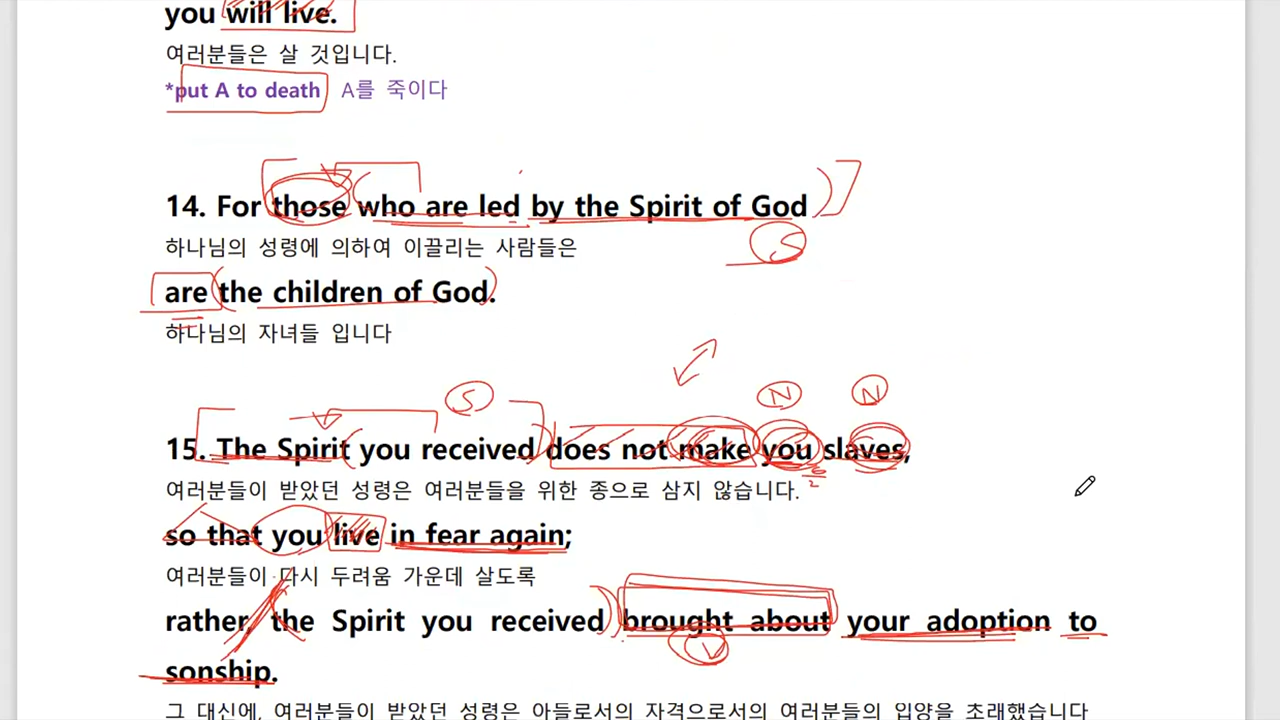 you will live.
여러분들은 살 것입니다.
*put A to death A를 죽이다
14. For those who are led by the Spirit of God
하나님의 성령에 의하여 이끌리는 사람들은
S
are the children of God.
하다님의 자녀들 입니다
S N N
15. The Spirit you received does not make you slaves,
여러분들이 받았던 성령은 여러분들을 위한 종으로 삼지 않습니다.
so that you live in fear again;
여러분들이 다시 두려움 가운데 살도록
rather, the Spirit you received brought about your adoption to
V
sonship.
그 대신에, 여러분들이 받았던 성령은 아들로서의 자격으로서의 여러분들의 입양을 초래했습니다